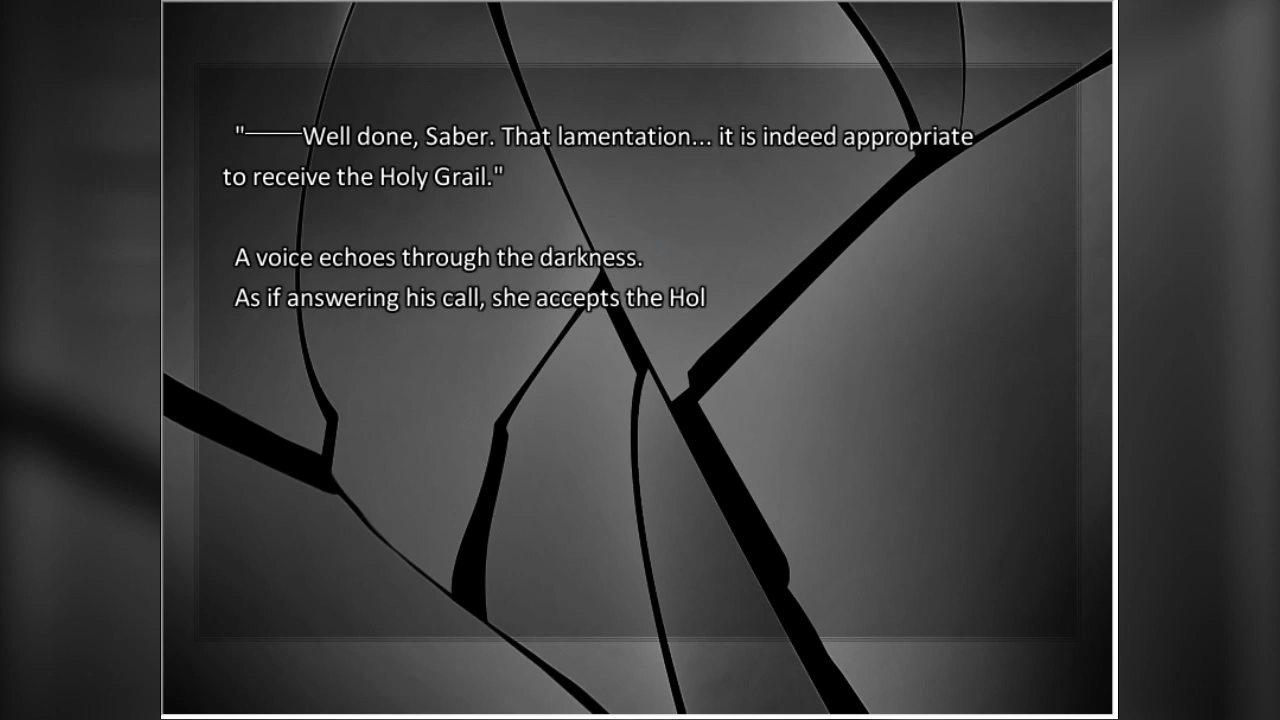 "―――Well done, Saber. That lamentation... it is indeed appropriate
to receive the Holy Grail."
A voice echoes through the darkness.
As if answering his call, she accepts the Hol